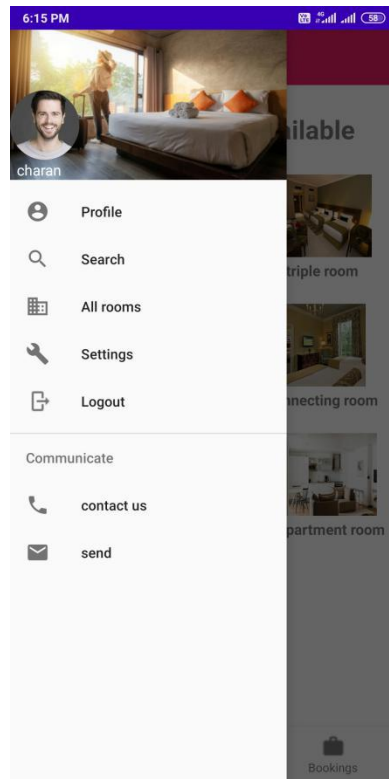 6:15 PM
58
ilable
charan
Profile
triple room
Search
All rooms
Settings
nnecting room
Logout
Communicate
contact us
partment room
send
Bookings